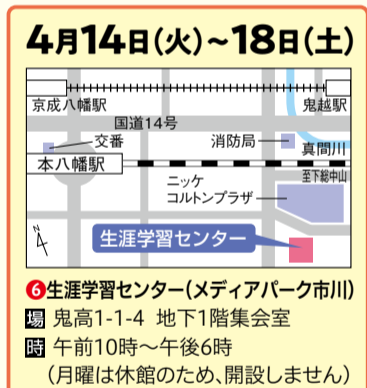 4月14日(火)～18日(土)
京成八幡駅
鬼越駅
国道14号
交番
消防局
真間川
本八幡駅
至下総中山
ニッケ
コルトンプラザ
生涯学習センター
N
❻生涯学習センター(メディアパーク市川)
場 鬼高1-1-4 地下1階集会室
時 午前10時～午後6時
(月曜は休館のため、開設しません)